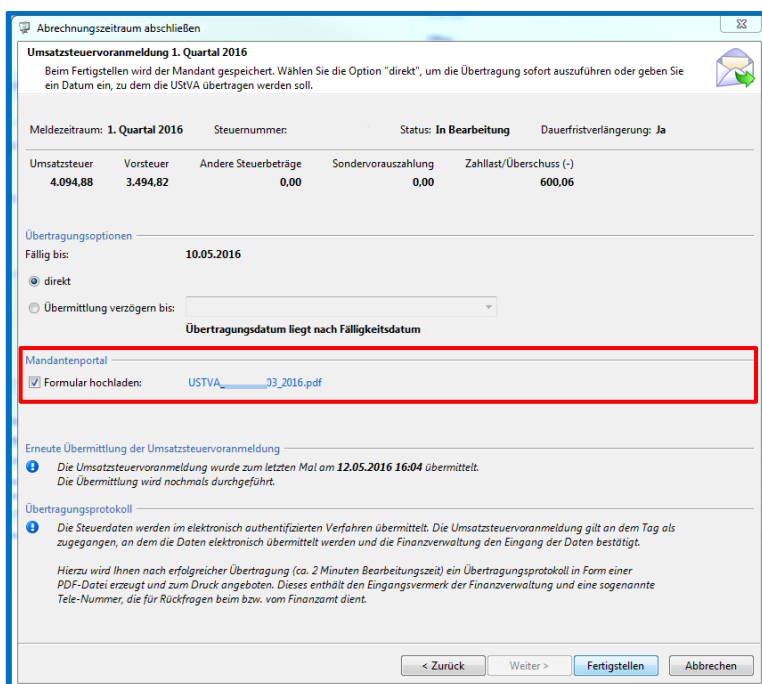 Abrechnungszeitraum abschließen
Umsatzsteuervoranmeldung 1. Quartal 2016
Beim Fertigstellen wird der Mandant gespeichert. Wählen Sie die Option "direkt", um die Übertragung sofort auszuführen oder geben Sie
ein Datum ein, zu dem die UStVA übertragen werden soll.
Meldezeitraum: 1. Quartal 2016 Steuernummer: Status: In Bearbeitung Dauerfristverlängerung: Ja
Umsatzsteuer Vorsteuer Andere Steuerbeträge Sondervorauszahlung Zahllast/Überschuss (-)
4.094,88 3.494,82 0,00 0,00 600,06
Übertragungsoptionen
Fällig bis: 10.05.2016
direkt
Übermittlung verzögern bis:
Übertragungsdatum liegt nach Fälligkeitsdatum
Mandantenportal
Formular hochladen: USTVA_ 03_2016.pdf
Erneute Übermittlung der Umsatzsteuervoranmeldung
Die Umsatzsteuervoranmeldung wurde zum letzten Mal am 12.05.2016 16:04 übermittelt.
Die Übermittlung wird nochmals durchgeführt.
Übertragungsprotokoll
Die Steuerdaten werden im elektronisch authentifizierten Verfahren übermittelt. Die Umsatzsteuervoranmeldung gilt an dem Tag als
zugegangen, an dem die Daten elektronisch übermittelt werden und die Finanzverwaltung den Eingang der Daten bestätigt.
Hierzu wird Ihnen nach erfolgreicher Übertragung (ca. 2 Minuten Bearbeitungszeit) ein Übertragungsprotokoll in Form einer
PDF-Datei erzeugt und zum Druck angeboten. Dieses enthält den Eingangsvermerk der Finanzverwaltung und eine sogenannte
Tele-Nummer, die für Rückfragen beim bzw. vom Finanzamt dient.
< Zurück Weiter > Fertigstellen Abbrechen